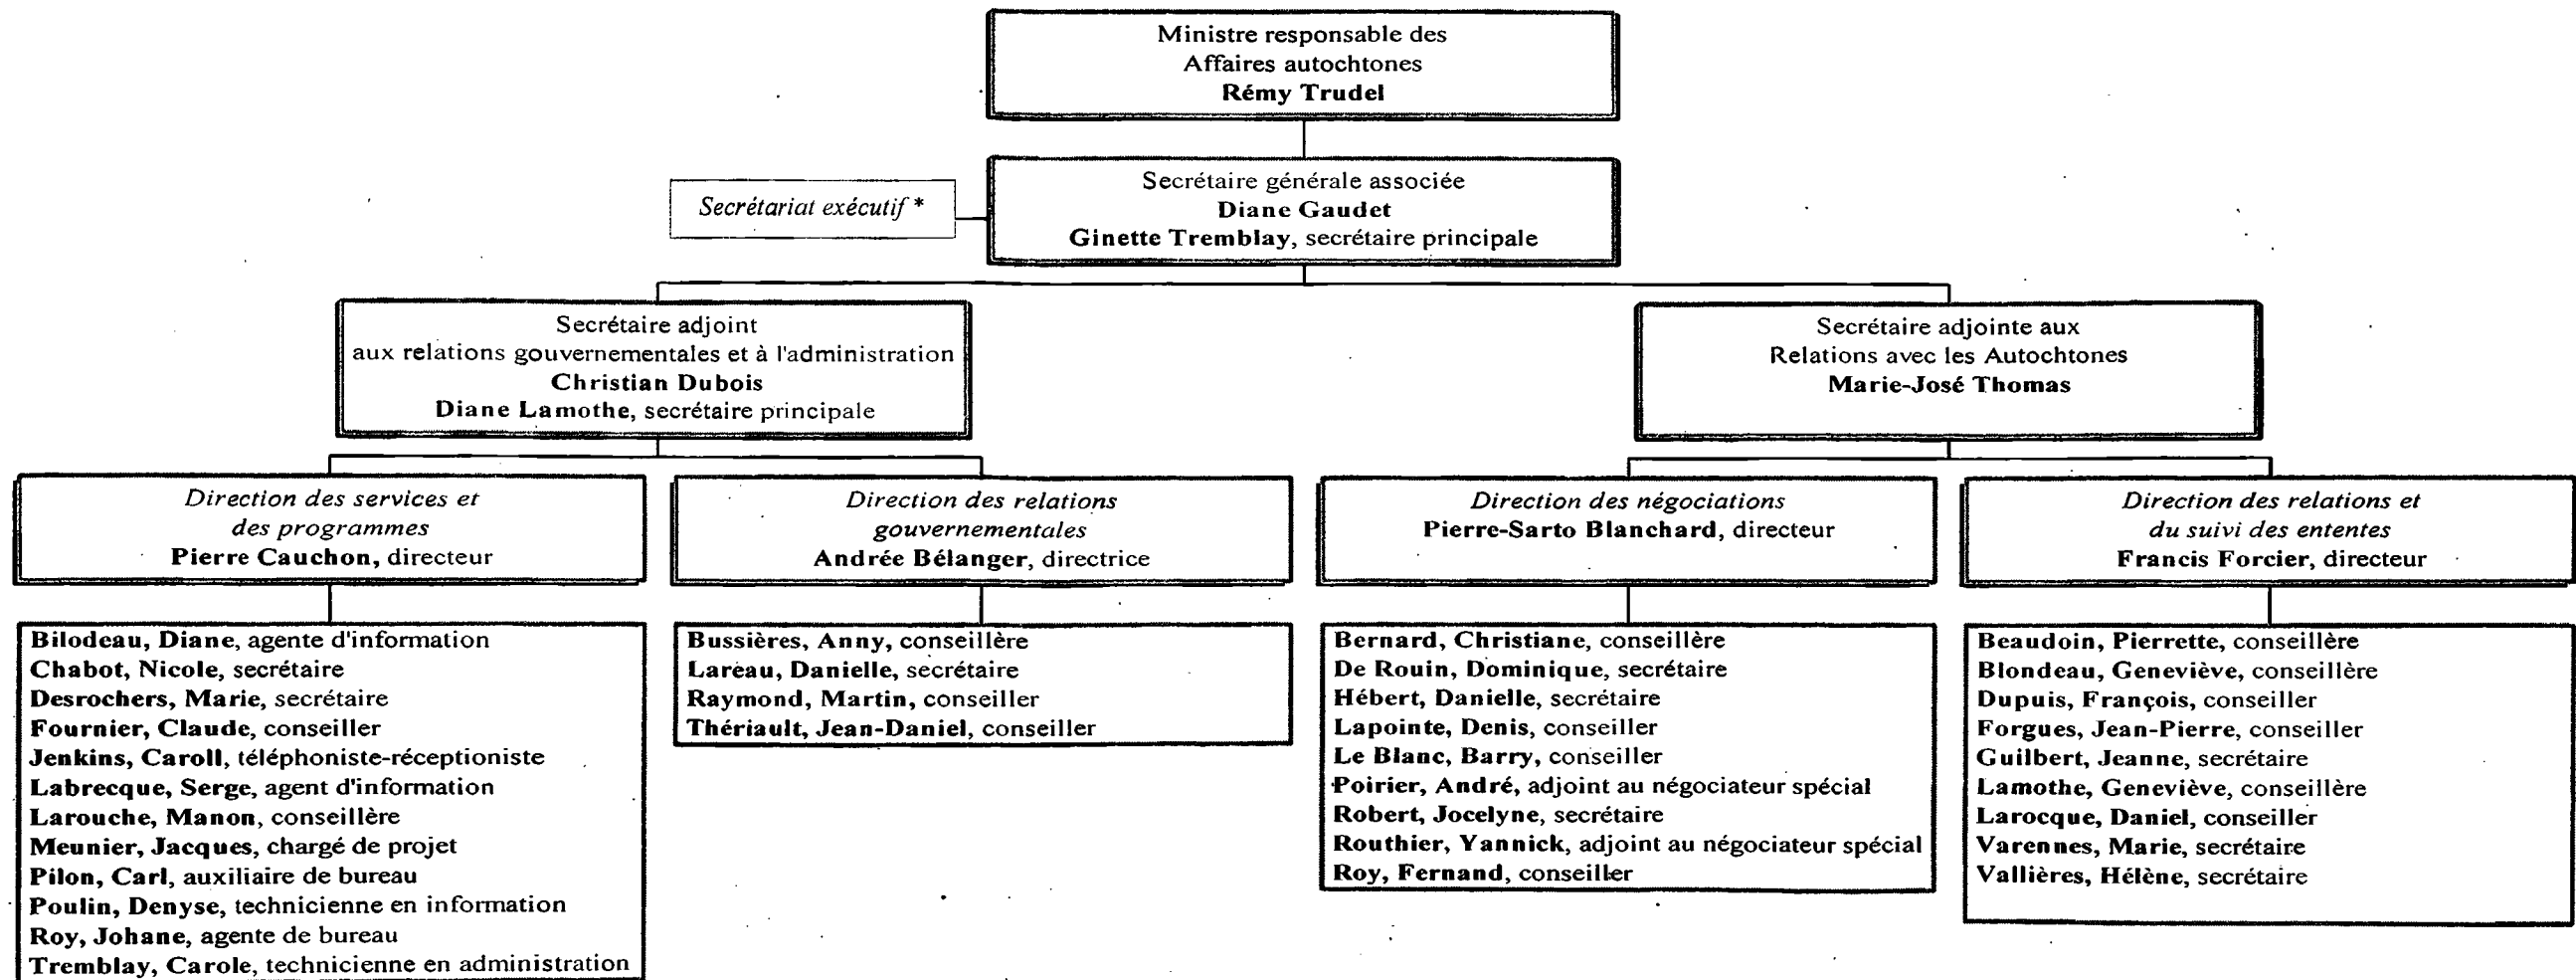 Ministre responsable des
Affaires autochtones
Rémy Trudel
Secrétariat exécutif *
Secrétaire générale associée
Diane Gaudet
Ginette Tremblay, secrétaire principale
Secrétaire adjoint
aux relations gouvernementales et à l'administration
Christian Dubois
Diane Lamothe, secrétaire principale
Secrétaire adjointe aux
Relations avec les Autochtones
Marie-José Thomas
Direction des services et
des programmes
Pierre Cauchon, directeur
Direction des relations
gouvernementales
Andrée Bélanger, directrice
Direction des négociations
Pierre-Sarto Blanchard, directeur
Direction des relations et
du suivi des ententes
Francis Forcier, directeur
Bilodeau, Diane, agente d'information
Chabot, Nicole, secrétaire
Desrochers, Marie, secrétaire
Fournier, Claude, conseiller
Jenkins, Caroll, téléphoniste-réceptioniste
Labrecque, Serge, agent d'information
Larouche, Manon, conseillère
Meunier, Jacques, chargé de projet
Pilon, Carl, auxiliaire de bureau
Poulin, Denyse, technicienne en information
Roy, Johane, agente de bureau
Tremblay, Carole, technicienne en administration
Bussières, Anny, conseillère
Lareau, Danielle, secrétaire
Raymond, Martin, conseiller
Thériault, Jean-Daniel, conseiller
Bernard, Christiane, conseillère
De Rouin, Dominique, secrétaire
Hébert, Danielle, secrétaire
Lapointe, Denis, conseiller
Le Blanc, Barry, conseiller
Poirier, André, adjoint au négociateur spécial
Robert, Jocelyne, secrétaire
Routhier, Yannick, adjoint au négociateur spécial
Roy, Fernand, conseiller
Beaudoin, Pierrette, conseillère
Blondeau, Geneviève, conseillère
Dupuis, François, conseiller
Forgues, Jean-Pierre, conseiller
Guilbert, Jeanne, secrétaire
Lamothe, Geneviève, conseillère
Larocque, Daniel, conseiller
Varennes, Marie, secrétaire
Vallières, Hélène, secrétaire